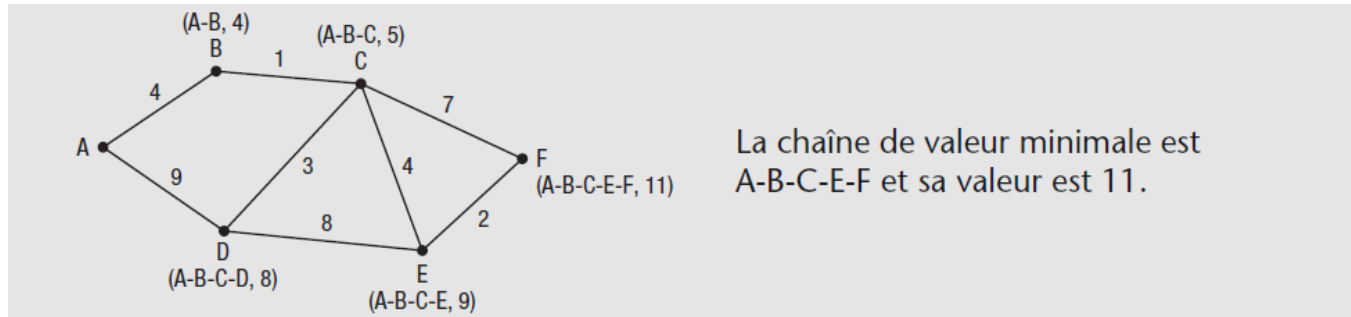 (A-B, 4)
B
(A-B-C, 5)
C
1
4
7
A
F
(A-B-C-E-F, 11)
3
4
9
2
8
D
(A-B-C-D, 8)
E
(A-B-C-E, 9)
La chaîne de valeur minimale est
A-B-C-E-F et sa valeur est 11.